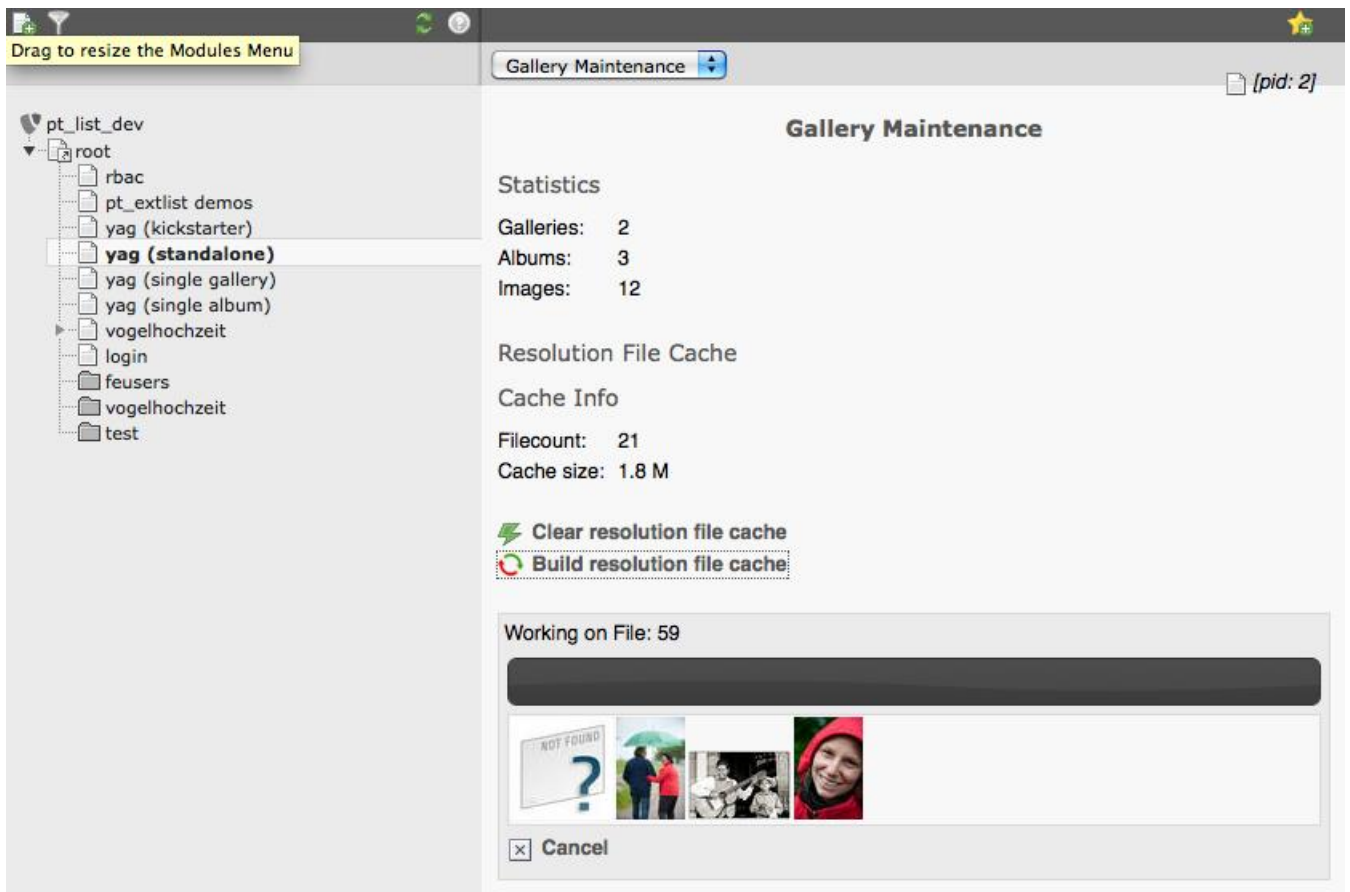 Drag to resize the Modules Menu
Gallery Maintenance
[pid: 2]
pt_list_dev
root
rbac
pt_extlist demos
yag (kickstarter)
yag (standalone)
yag (single gallery)
yag (single album)
vogelhochzeit
login
feusers
vogelhochzeit
test
Gallery Maintenance
Statistics
Galleries: 2
Albums: 3
Images: 12
Resolution File Cache
Cache Info
Filecount: 21
Cache size: 1.8 M
Clear resolution file cache
Build resolution file cache
Working on File: 59
NOT FOUND
?
Cancel